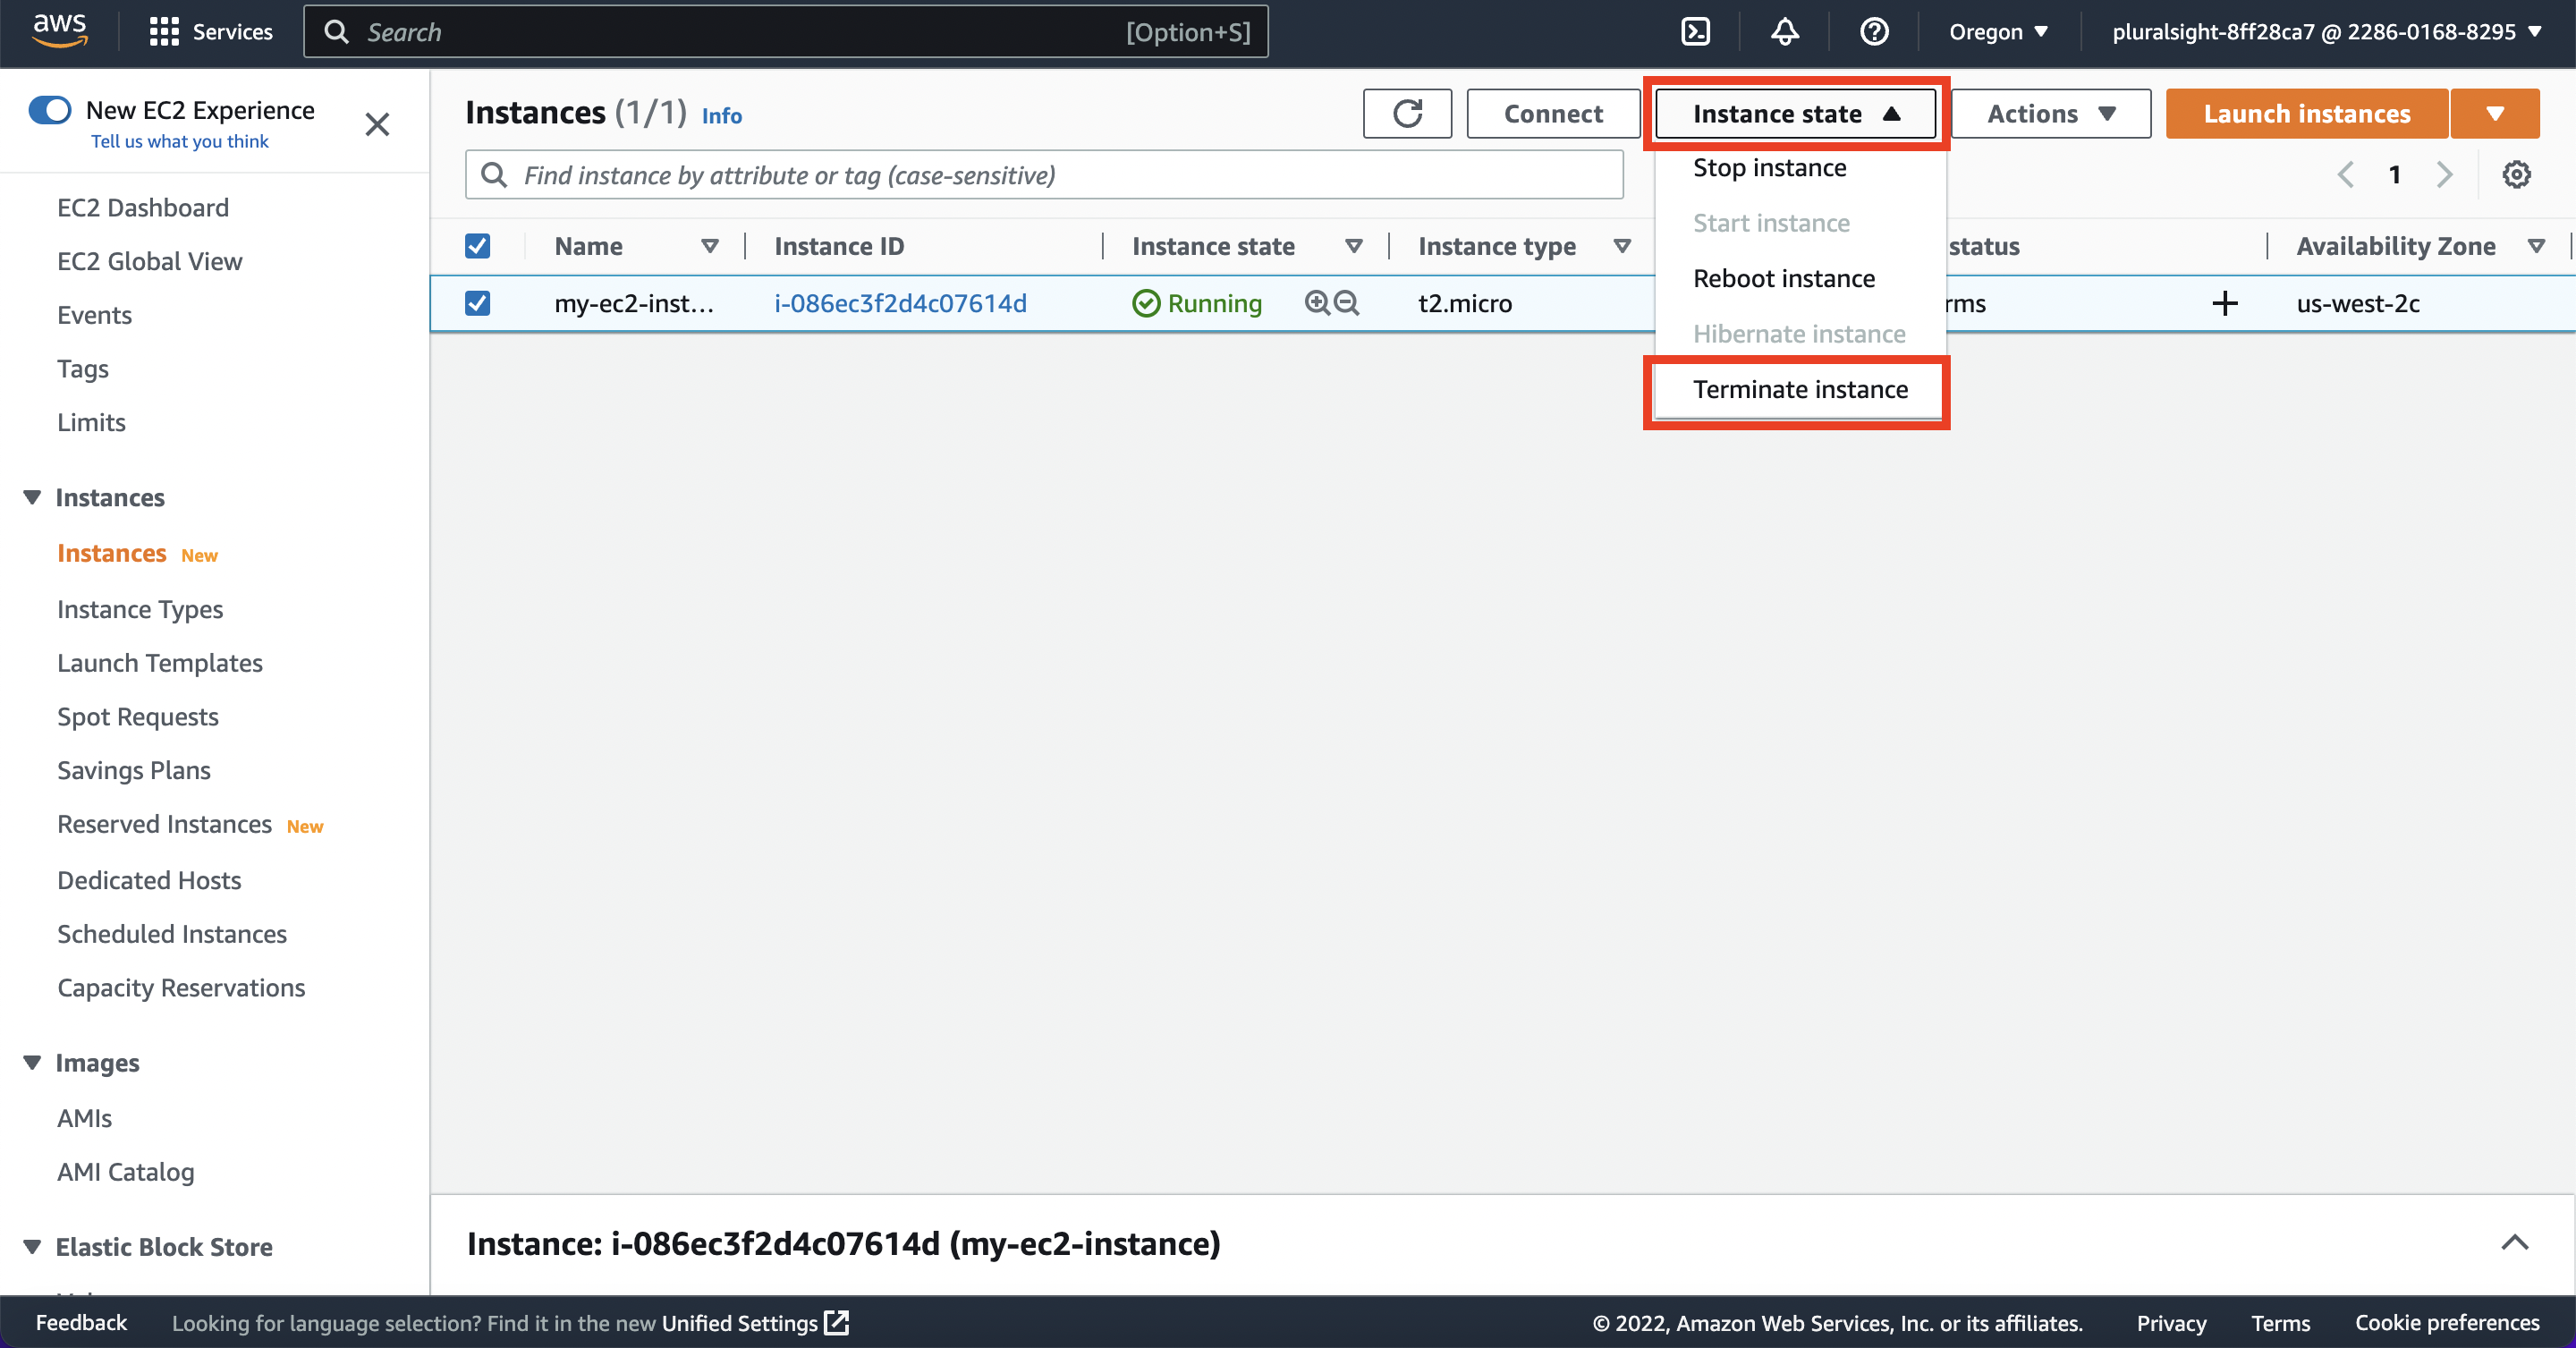 aws Services Search [Option+S] Oregon pluralsight-8ff28ca7 @ 2286-0168-8295
New EC2 Experience
Tell us what you think
EC2 Dashboard
EC2 Global View
Events
Tags
Limits
Instances
Instances New
Instance Types
Launch Templates
Spot Requests
Savings Plans
Reserved Instances New
Dedicated Hosts
Scheduled Instances
Capacity Reservations
Images
AMIs
AMI Catalog
Elastic Block Store
Instances (1/1) Info Connect Instance state Actions Launch instances
Find instance by attribute or tag (case-sensitive) 1
Stop instance
Start instance
Reboot instance
Hibernate instance
Terminate instance
Name Instance ID Instance state Instance type status Availability Zone
my-ec2-inst... i-086ec3f2d4c07614d Running t2.micro rms us-west-2c
Instance: i-086ec3f2d4c07614d (my-ec2-instance)
Feedback Looking for language selection? Find it in the new Unified Settings © 2022, Amazon Web Services, Inc. or its affiliates. Privacy Terms Cookie preferences